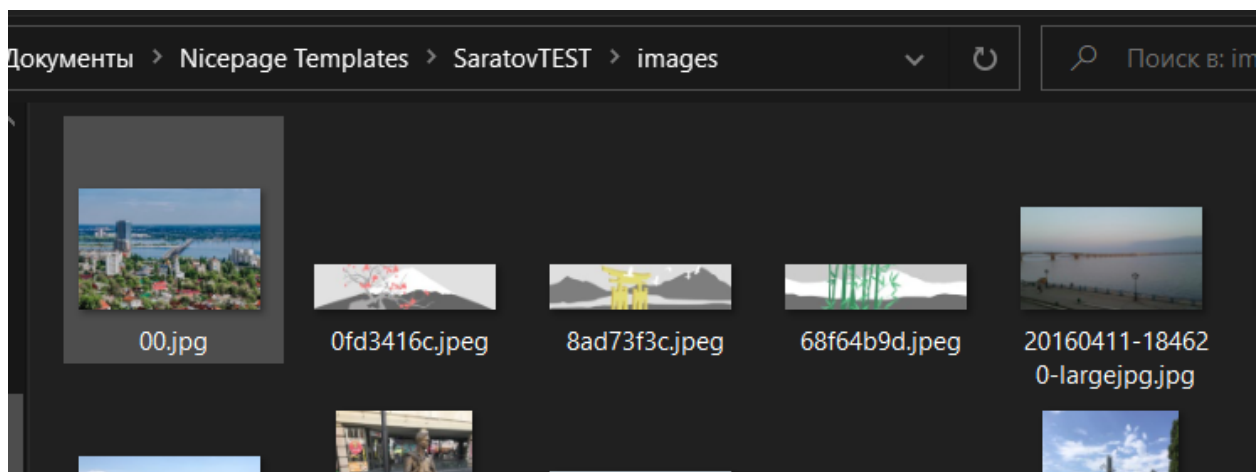 Документы > Nicepage Templates > SaratovTEST > images
Поиск в: im
00.jpg
0fd3416c.jpeg
8ad73f3c.jpeg
68f64b9d.jpeg
20160411-18462
0-largejpg.jpg